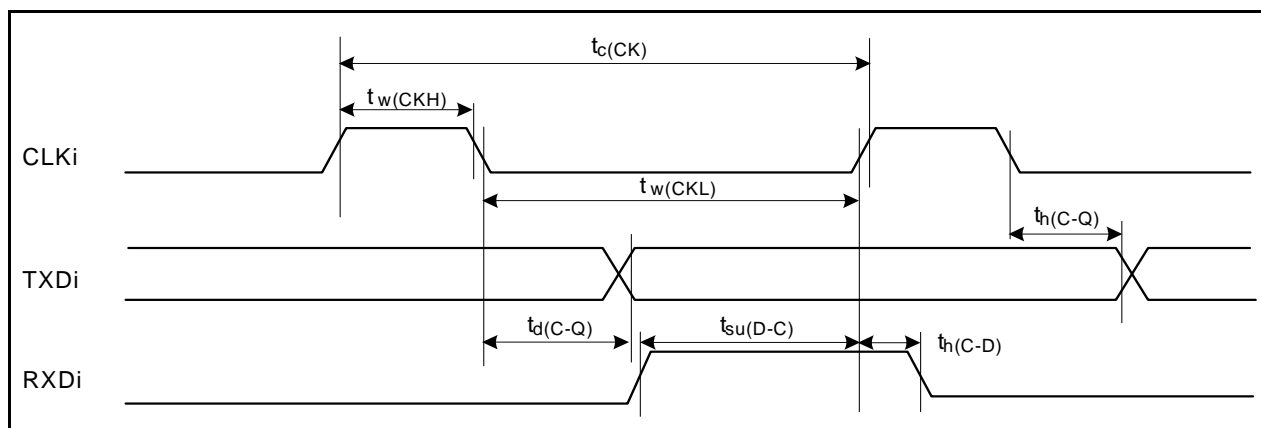 tc(CK)
tw(CKH)
CLKi
tw(CKL)
th(C-Q)
TXDi
td(C-Q)
tsu(D-C)
th(C-D)
RXDi